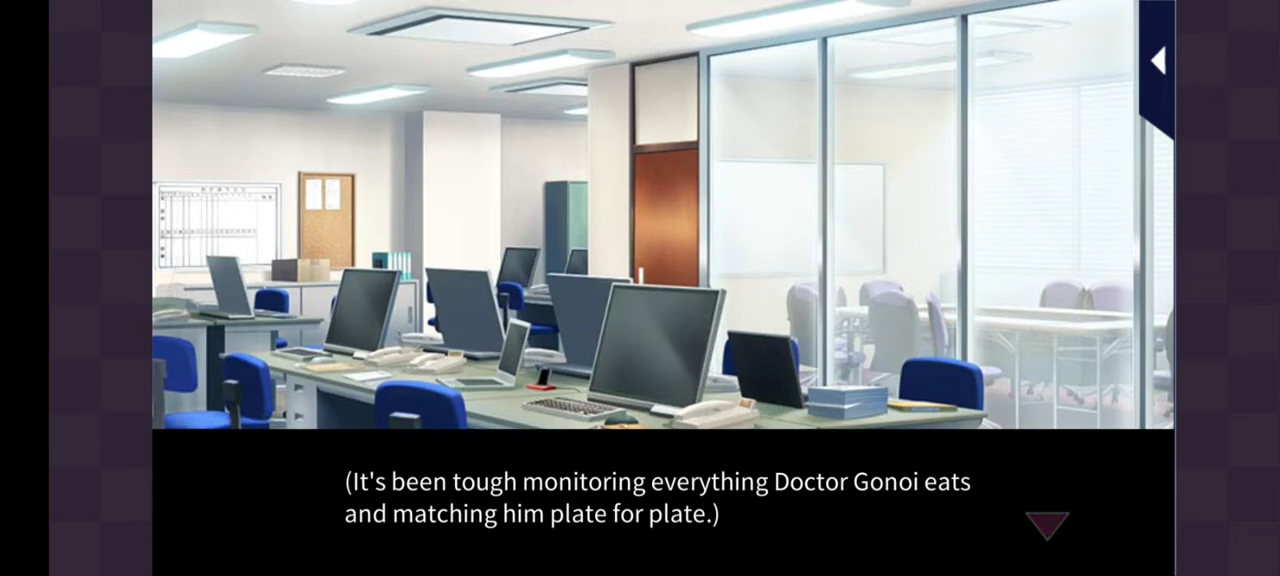 (It's been tough monitoring everything Doctor Gonoi eats
and matching him plate for plate.)